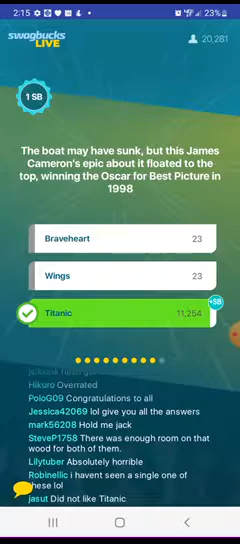 2:15
23%
swagbucks
LIVE
20,281
1 SB
The boat may have sunk, but this James
Cameron's epic about it floated to the
top, winning the Oscar for Best Picture in
1998
Braveheart 23
Wings 23
+SB
Titanic 11,254
Hikuro Overrated
PoloG09 Congratulations to all
Jessica42069 lol give you all the answers
mark56208 Hold me jack
SteveP1758 There was enough room on that
wood for both of them.
Lilytuber Absolutely horrible
Robinellic i havent seen a single one of
these lol
jasut Did not like Titanic